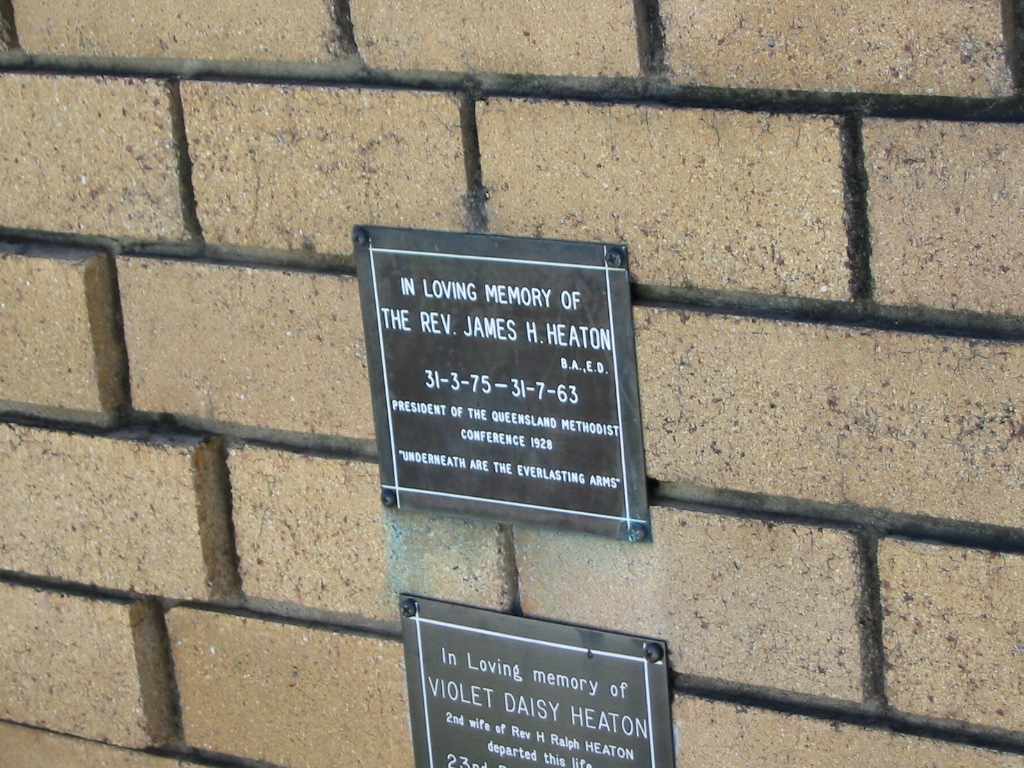 IN LOVING MEMORY OF
THE REV. JAMES H. HEATON
B.A.,E.D.
31-3-75-31-7-63
PRESIDENT OF THE QUEENSLAND METHODIST
CONFERENCE 1928
"UNDERNEATH ARE THE EVERLASTING ARMS"
In Loving memory of
VIOLET DAISY HEATON
2nd wife of Rev H Ralph HEATON
departed this life
23rd